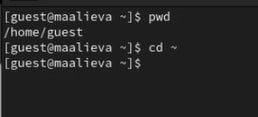 [guest@maalieva ~]$ pwd
/home/guest
[guest@maalieva ~]$ cd ~
[guest@maalieva ~]$